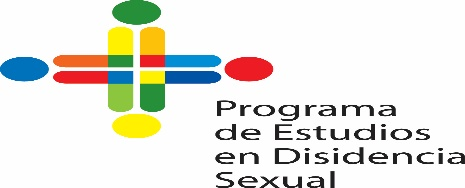 Programa
de Estudios
en Disidencia
Sexual